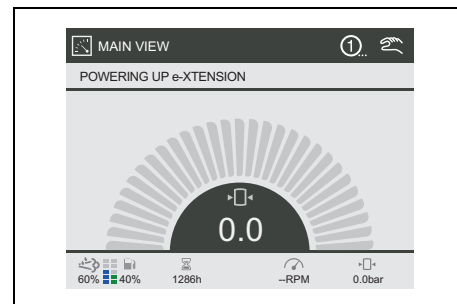 MAIN VIEW 1...
POWERING UP e-XTENSION
0.0
60% 40% 1286h --RPM 0.0bar